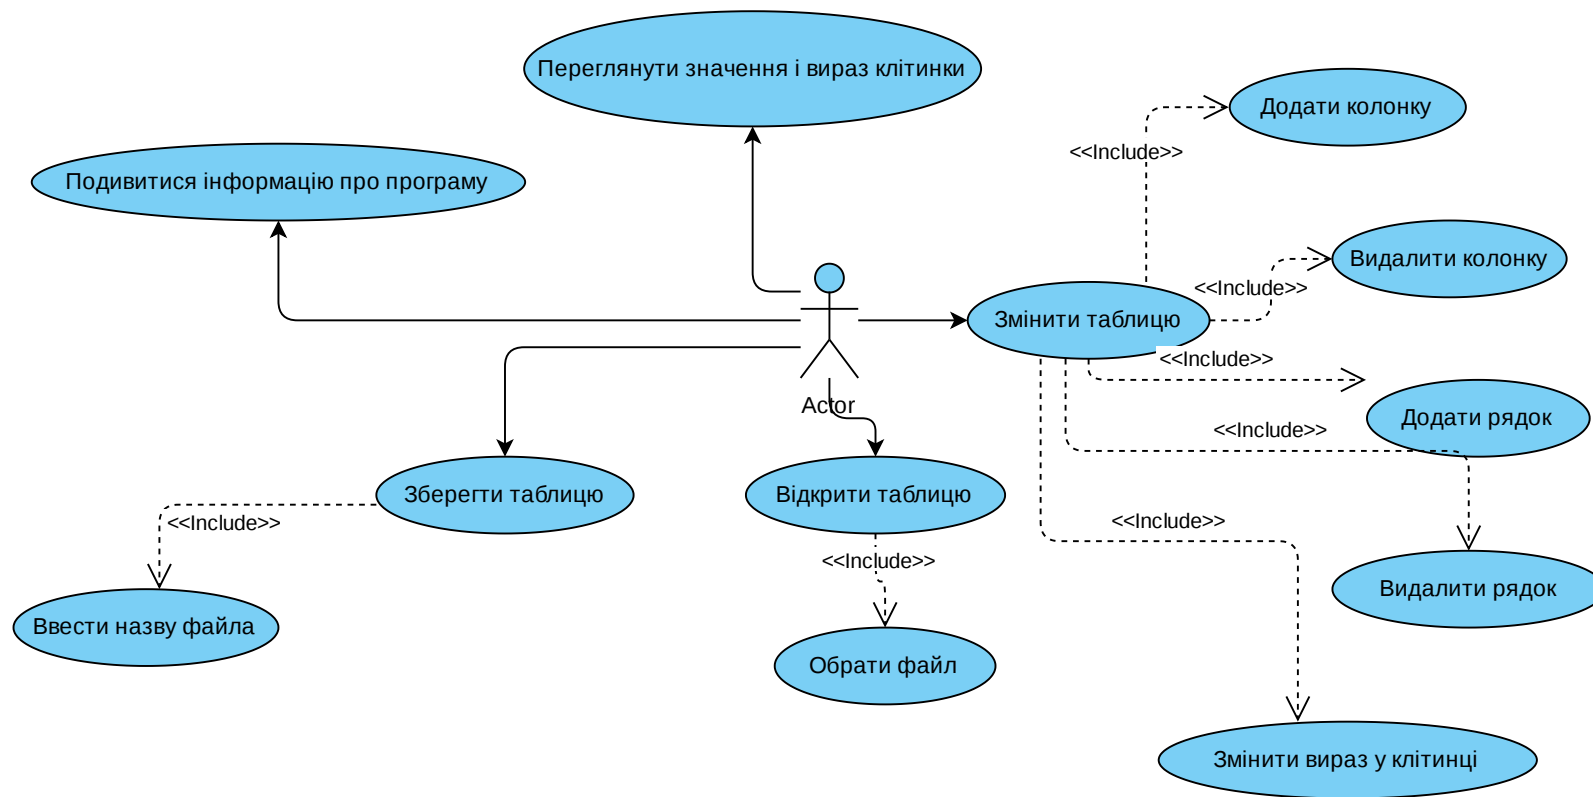 Переглянути значення і вираз клітинки
Додати колонку
<<Include>>
Подивитися інформацію про програму
Видалити колонку
<<Include>>
Змінити таблицю
<<Include>>
Actor
Додати рядок
<<Include>>
Зберегти таблицю
Відкрити таблицю
<<Include>>
<<Include>>
<<Include>>
Видалити рядок
Ввести назву файла
Обрати файл
Змінити вираз у клітинці